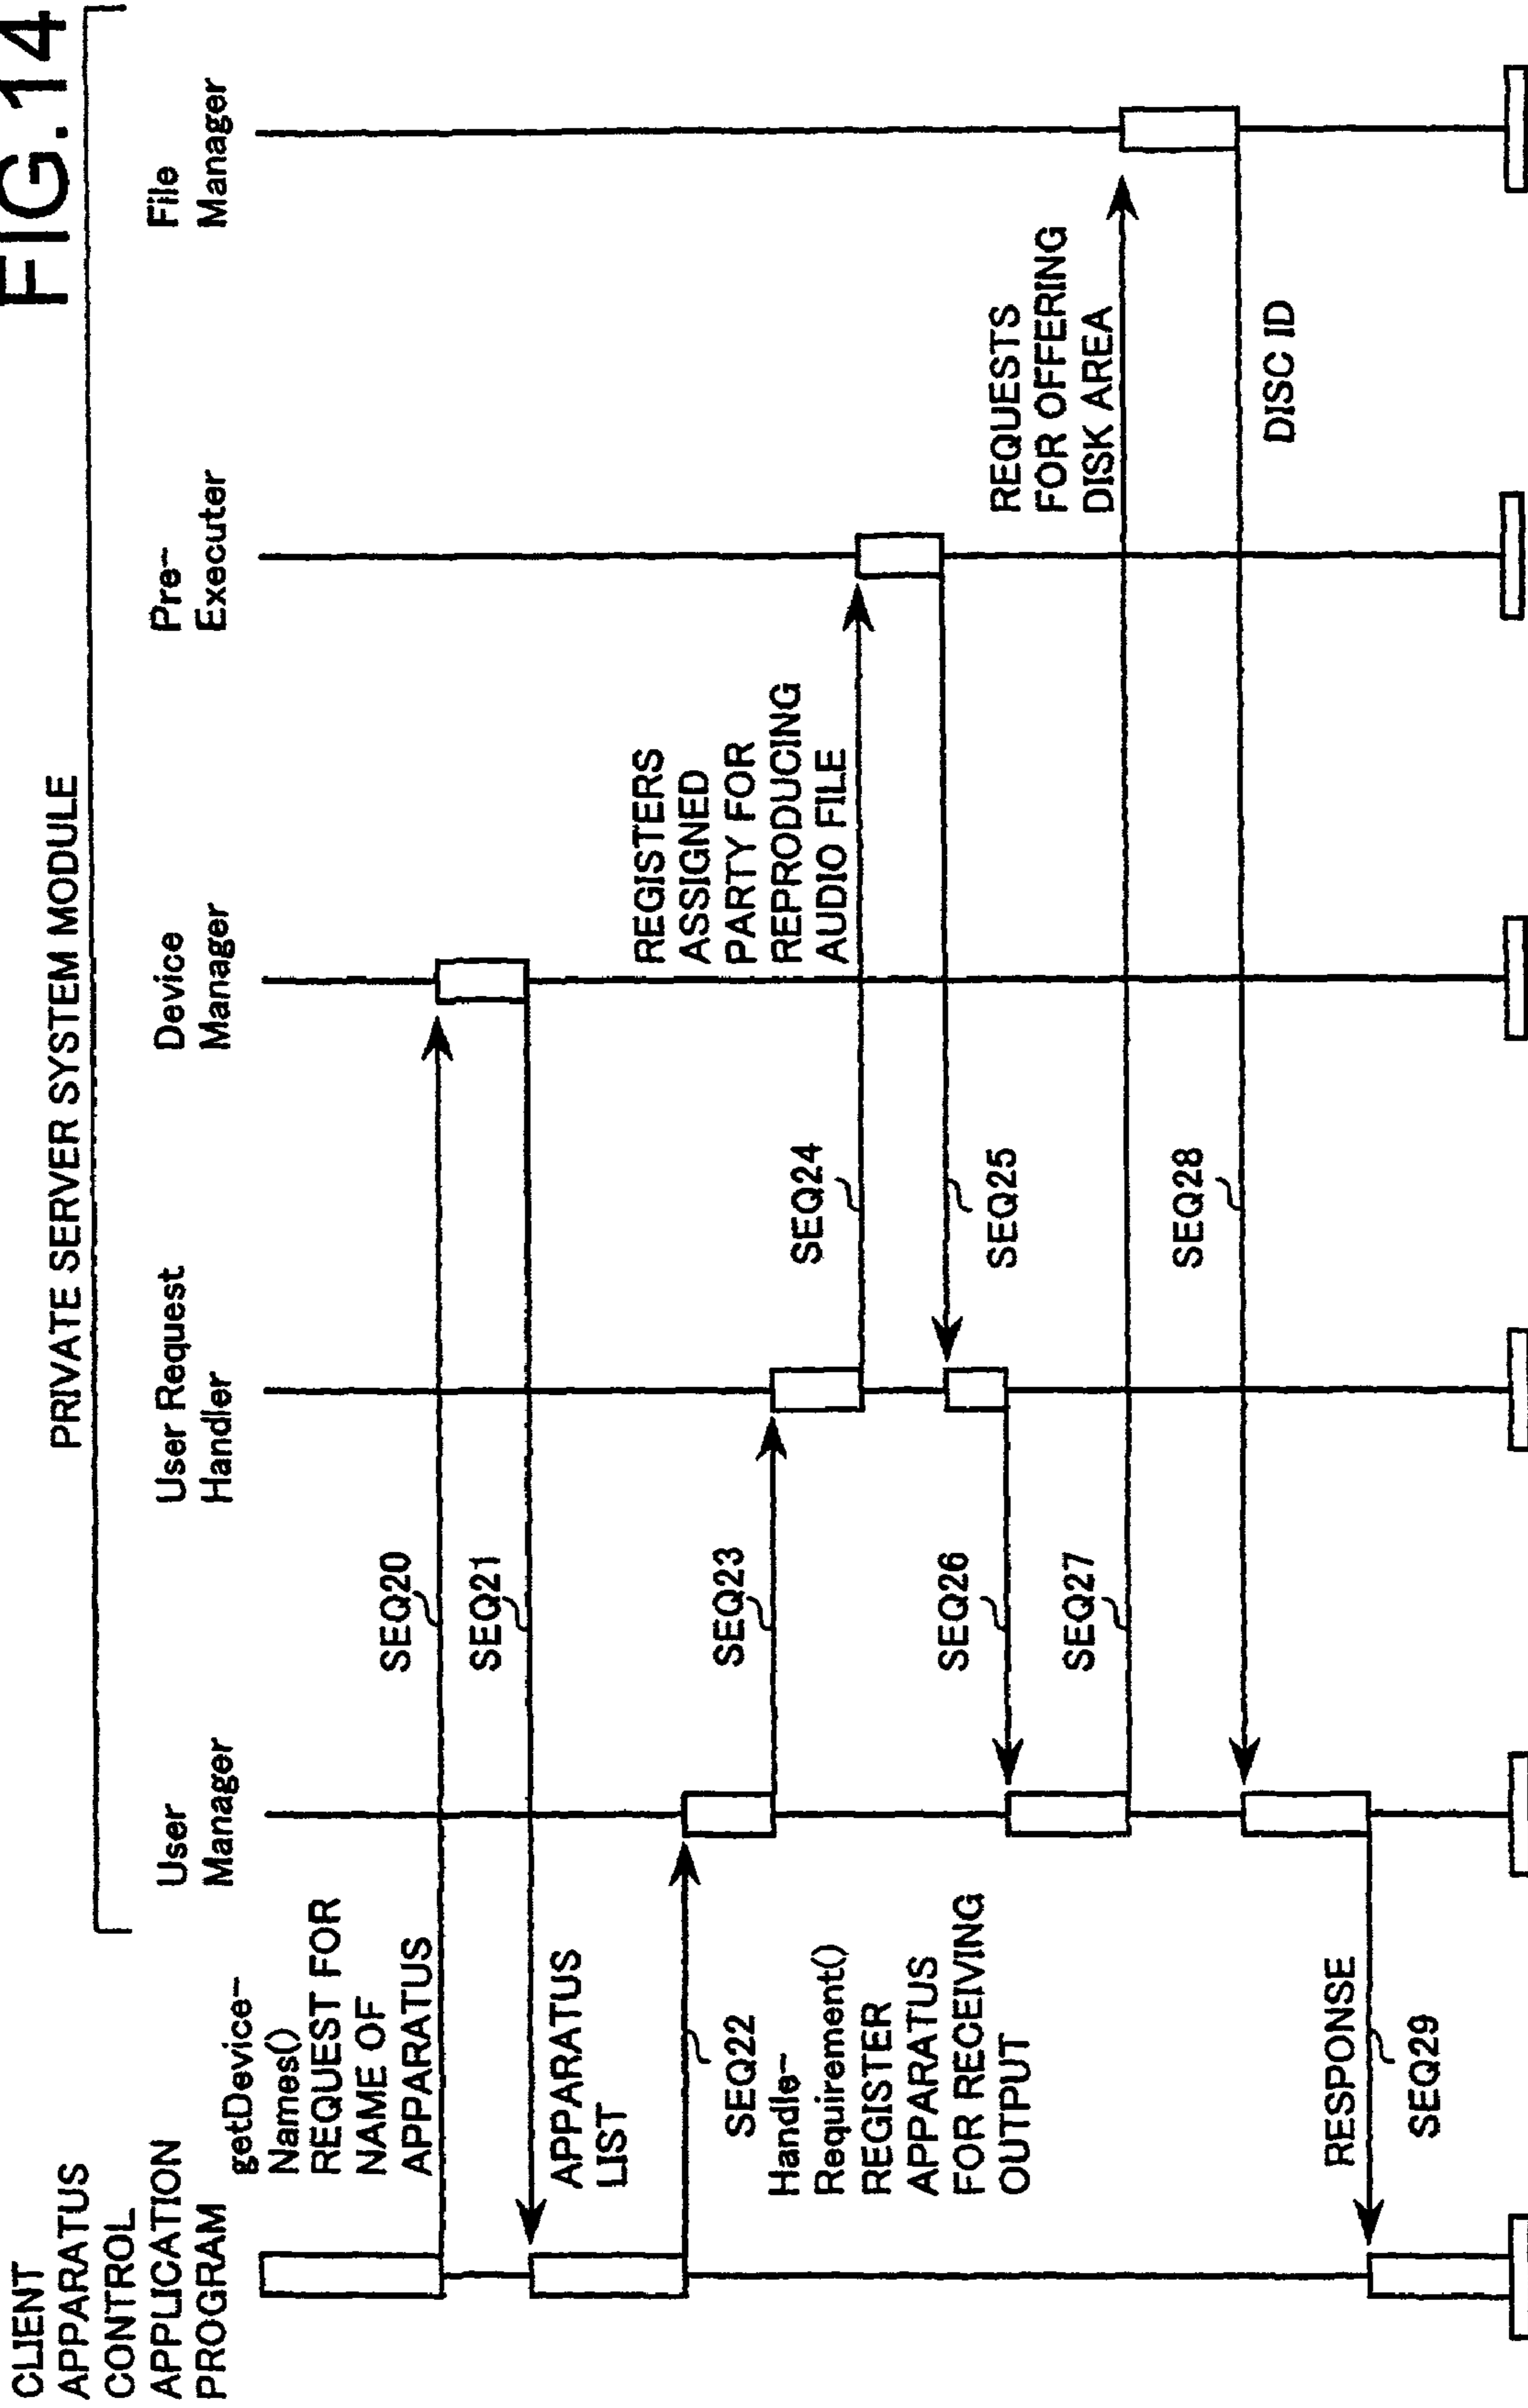 FIG.14
PRIVATE SERVER SYSTEM MODULE
CLIENT
APPARATUS
CONTROL
APPLICATION
PROGRAM
User
Manager
User Request
Handler
Device
Manager
Pre-
Executer
File
Manager
getDevice-
Names()
REQUEST FOR
NAME OF
APPARATUS
SEQ20
SEQ21
APPARATUS
LIST
SEQ22
Handle-
Requirement()
REGISTER
APPARATUS
FOR RECEIVING
OUTPUT
SEQ23
SEQ24
REGISTERS
ASSIGNED
PARTY FOR
REPRODUCING
AUDIO FILE
SEQ25
SEQ26
SEQ27
REQUESTS
FOR OFFERING
DISK AREA
SEQ28
DISC ID
RESPONSE
SEQ29